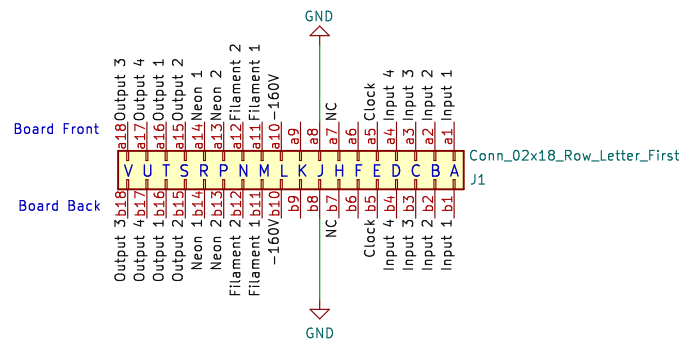 GND
Output 3 Output 4 Output 1 Output 2 Neon 1 Neon 2 Filament 2 Filament 1 -160V NC Clock Input 4 Input 3 Input 2 Input 1
Board Front
a18 a17 a16 a15 a14 a13 a12 a11 a10 a9 a8 a7 a6 a5 a4 a3 a2 a1
Conn_02x18_Row_Letter_First
V U T S R P N M L K J H F E D C B A
J1
Board Back
b18 b17 b16 b15 b14 b13 b12 b11 b10 b9 b8 b7 b6 b5 b4 b3 b2 b1
Output 3 Output 4 Output 1 Output 2 Neon 1 Neon 2 Filament 2 Filament 1 -160V NC Clock Input 4 Input 3 Input 2 Input 1
GND